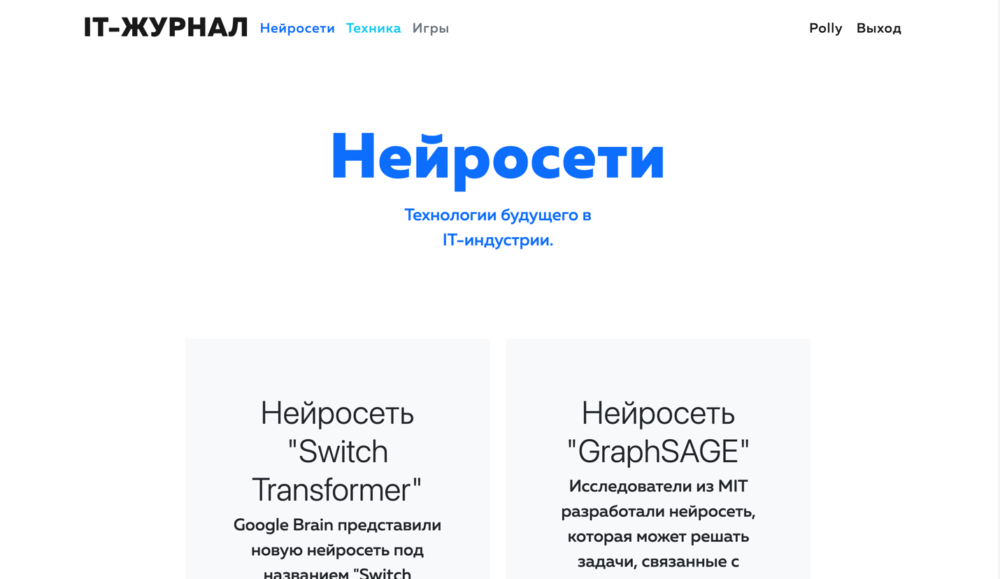 IT-ЖУРНАЛ Нейросети Техника Игры Polly Выход
Нейросети
Технологии будущего в
IT-индустрии.
Нейросеть
"Switch
Transformer"
Google Brain представили
новую нейросеть под
названием "Switch
Нейросеть
"GraphSAGE"
Исследователи из MIT
разработали нейросеть,
которая может решать
задачи, связанные с